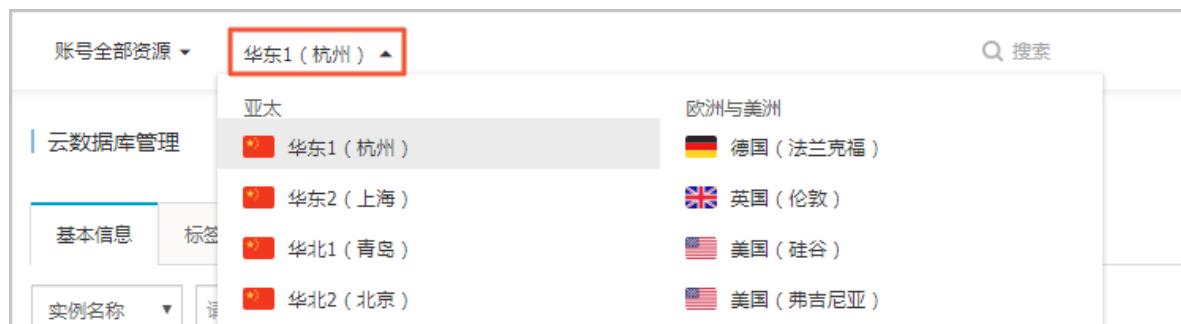 账号全部资源
华东1（杭州）
搜索
亚太
欧洲与美洲
云数据库管理
华东1（杭州）
德国（法兰克福）
华东2（上海）
英国（伦敦）
基本信息
标签
华北1（青岛）
美国（硅谷）
实例名称
华北2（北京）
美国（弗吉尼亚）